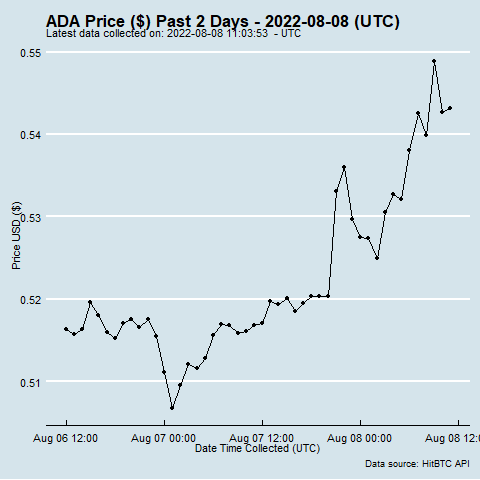 ADA Price ($) Past 2 Days - 2022-08-08 (UTC)
Latest data collected on: 2022-08-08 11:03:53 - UTC
0.55
0.54
0.53
0.52
0.51
Price USD ($)
Aug 06 12:00 Aug 07 00:00 Aug 07 12:00 Aug 08 00:00 Aug 08 12:
Date Time Collected (UTC)
Data source: HitBTC API